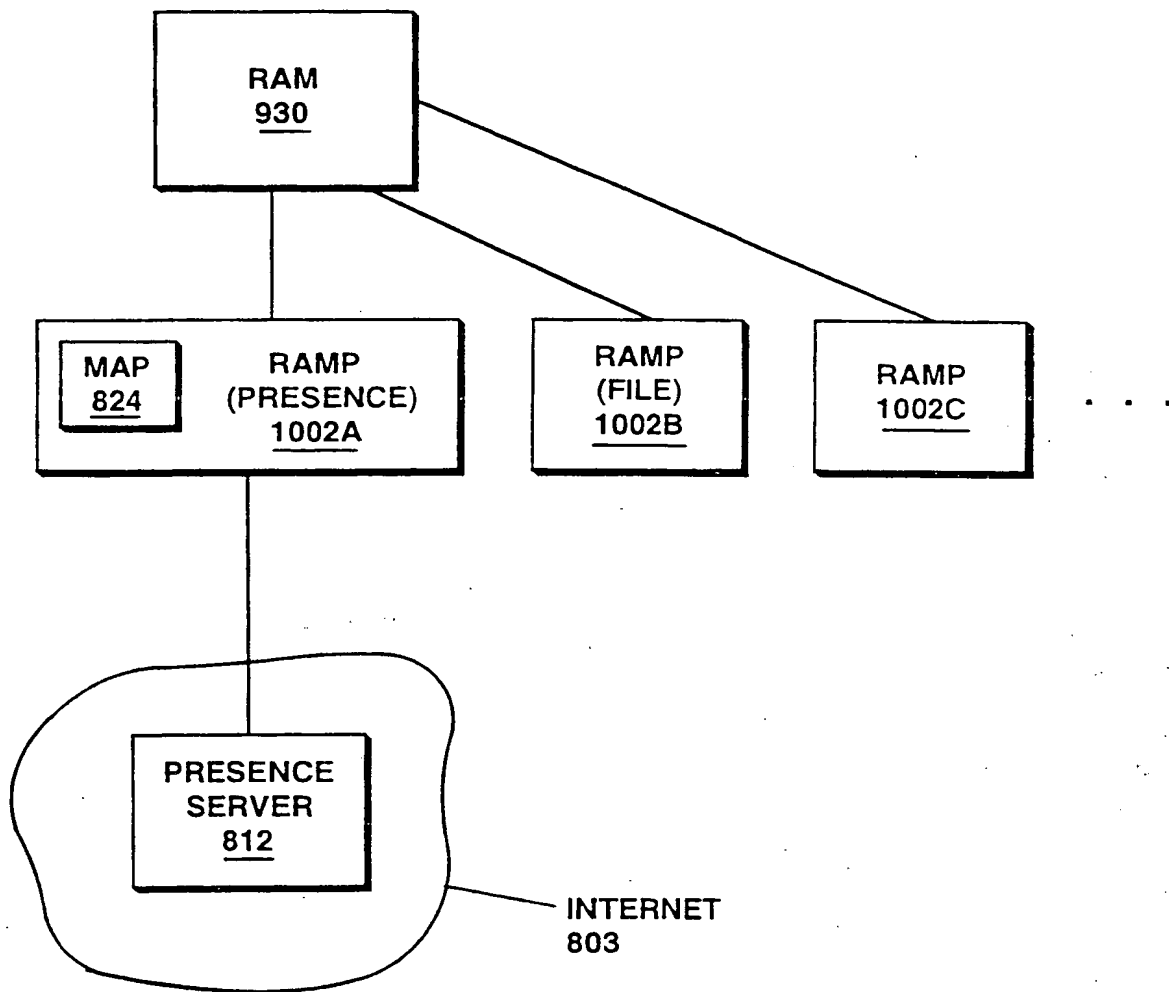 RAM
930
MAP
824
RAMP
(PRESENCE)
1002A
RAMP
(FILE)
1002B
RAMP
1002C
. . .
PRESENCE
SERVER
812
INTERNET
803